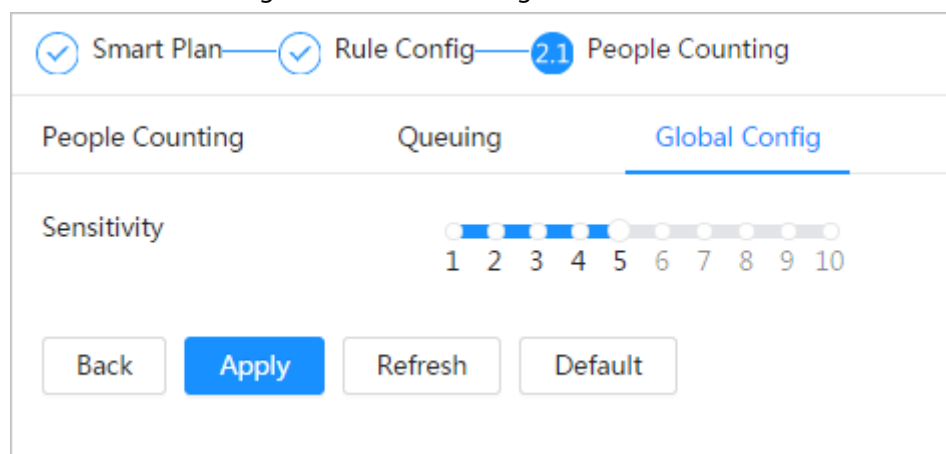 Smart Plan Rule Config 2.1 People Counting
People Counting Queuing Global Config
Sensitivity
1 2 3 4 5 6 7 8 9 10
Back Apply Refresh Default